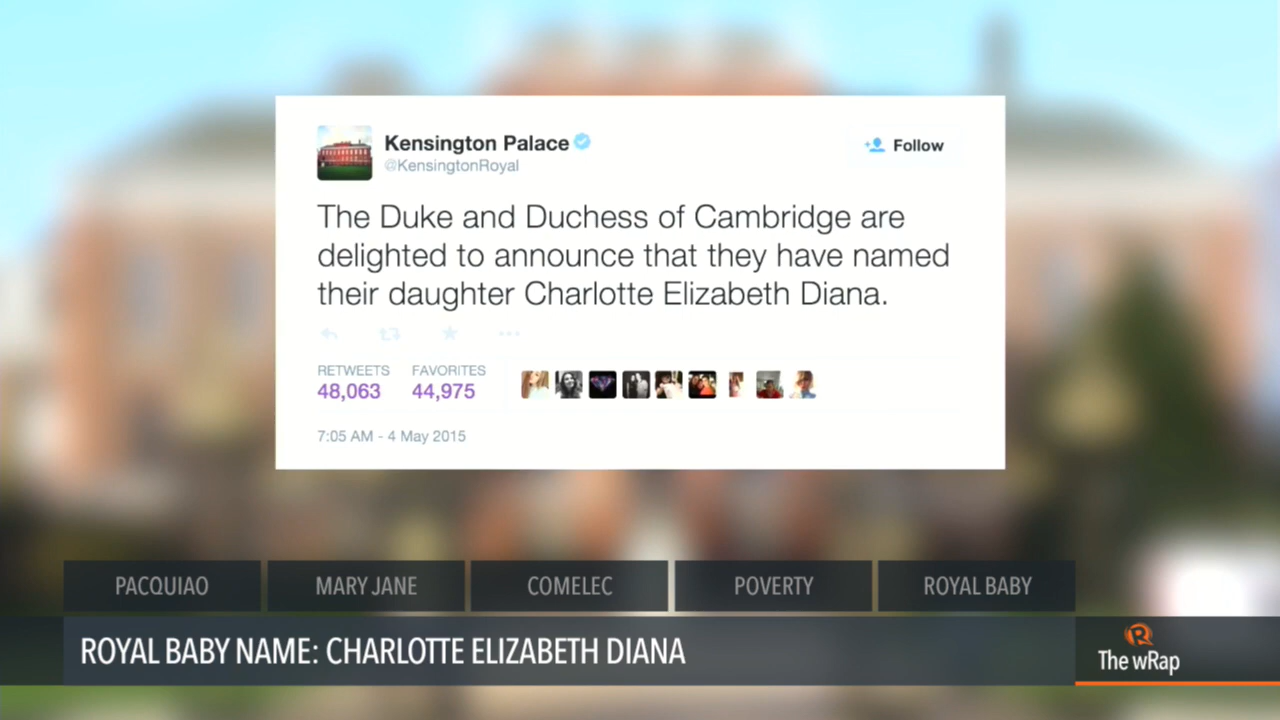 Kensington Palace
@KensingtonRoyal
Follow
The Duke and Duchess of Cambridge are
delighted to announce that they have named
their daughter Charlotte Elizabeth Diana.
RETWEETS FAVORITES
48,063 44,975
7:05 AM - 4 May 2015
PACQUIAO MARY JANE COMELEC POVERTY ROYAL BABY
ROYAL BABY NAME: CHARLOTTE ELIZABETH DIANA
R
The wRap